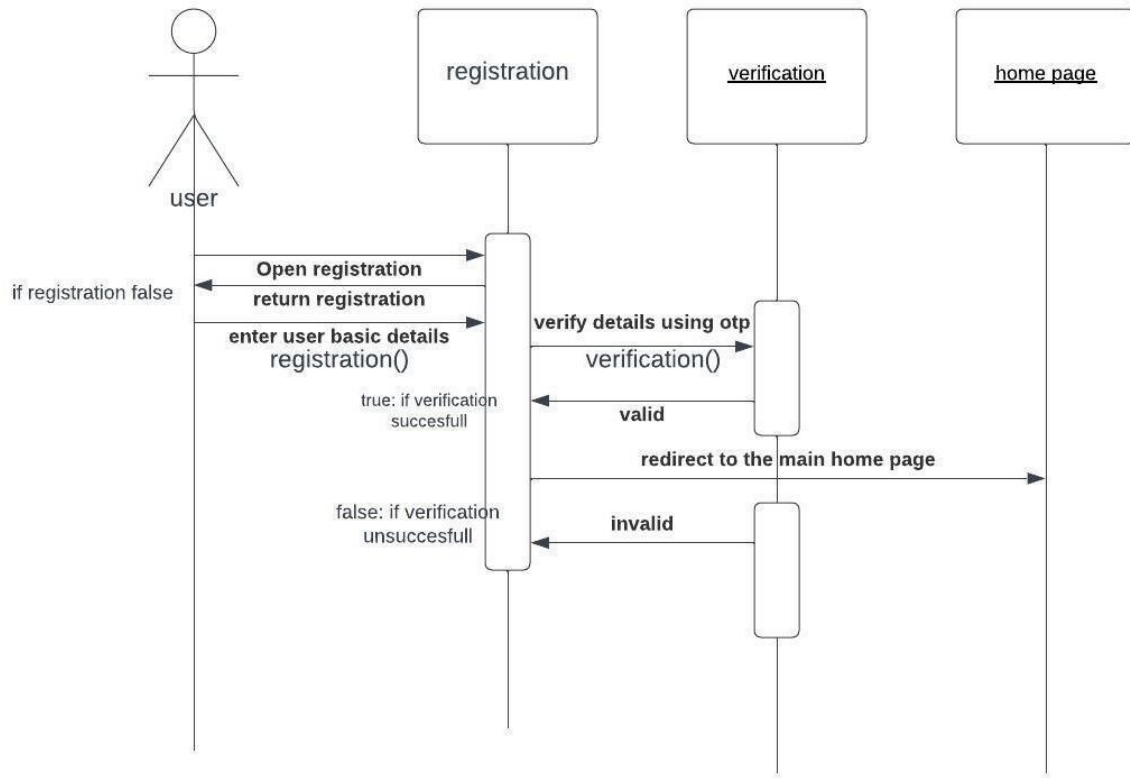 registration
verification
home page
user
Open registration
if registration false
return registration
enter user basic details
registration()
verify details using otp
verification()
true: if verification
succesfull
valid
redirect to the main home page
false: if verification
unsuccesfull
invalid